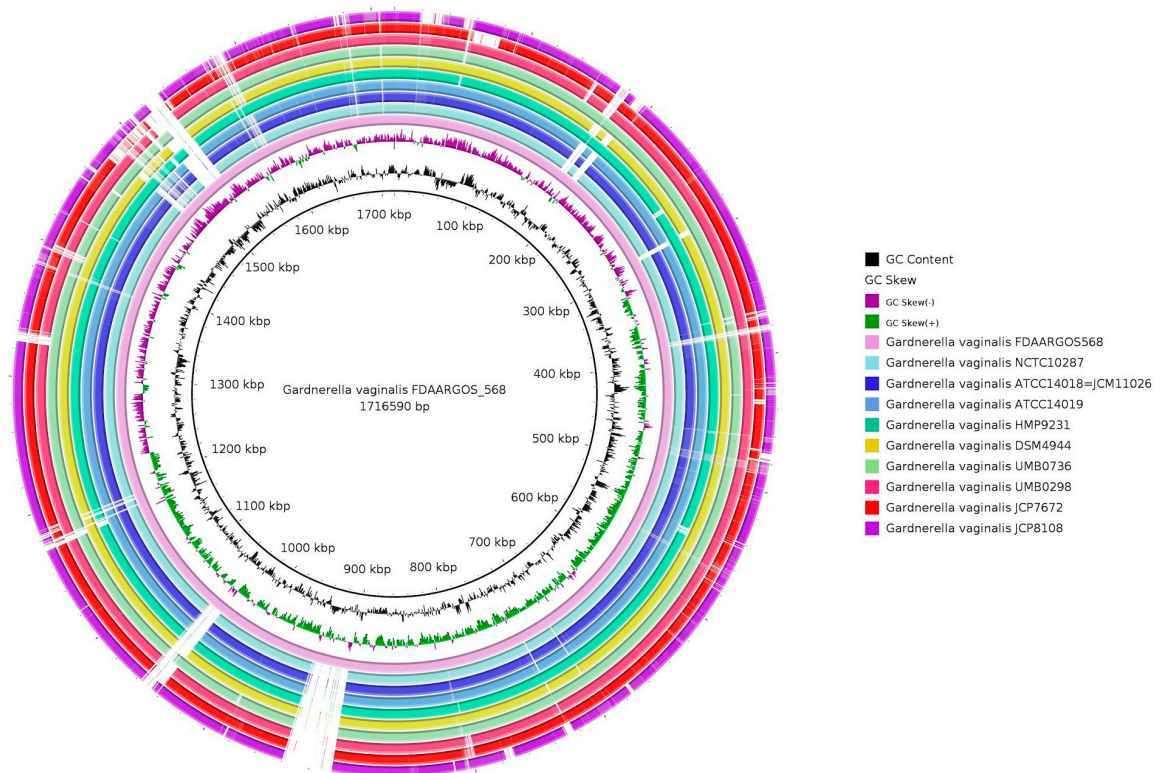 1700 kbp
100 kbp
200 kbp
300 kbp
400 kbp
500 kbp
600 kbp
700 kbp
800 kbp
900 kbp
1000 kbp
1100 kbp
1200 kbp
1300 kbp
1400 kbp
1500 kbp
1600 kbp
Gardnerella vaginalis FDAARGOS_568
1716590 bp
GC Content
GC Skew
GC Skew(-)
GC Skew(+)
Gardnerella vaginalis FDAARGOS568
Gardnerella vaginalis NCTC10287
Gardnerella vaginalis ATCC14018=JCM11026
Gardnerella vaginalis ATCC14019
Gardnerella vaginalis HMP9231
Gardnerella vaginalis DSM4944
Gardnerella vaginalis UMB0736
Gardnerella vaginalis UMB0298
Gardnerella vaginalis JCP7672
Gardnerella vaginalis JCP8108